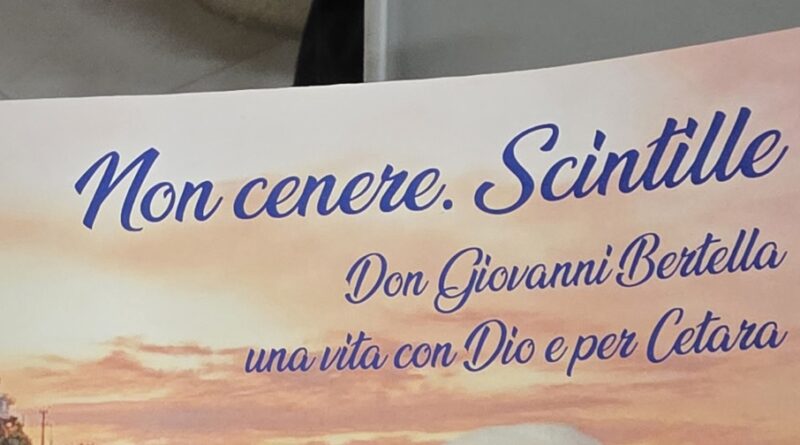 Non cenere. Scintille
Don Giovanni Bertella
una vita con Dio e per Cetara